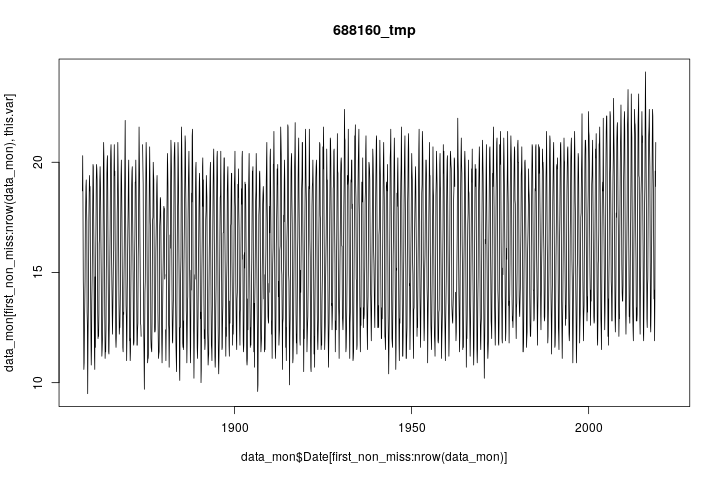 688160_tmp
data_mon[first_non_miss:nrow(data_mon), this.var]
20
15
10
1900
1950
2000
data_mon$Date[first_non_miss:nrow(data_mon)]